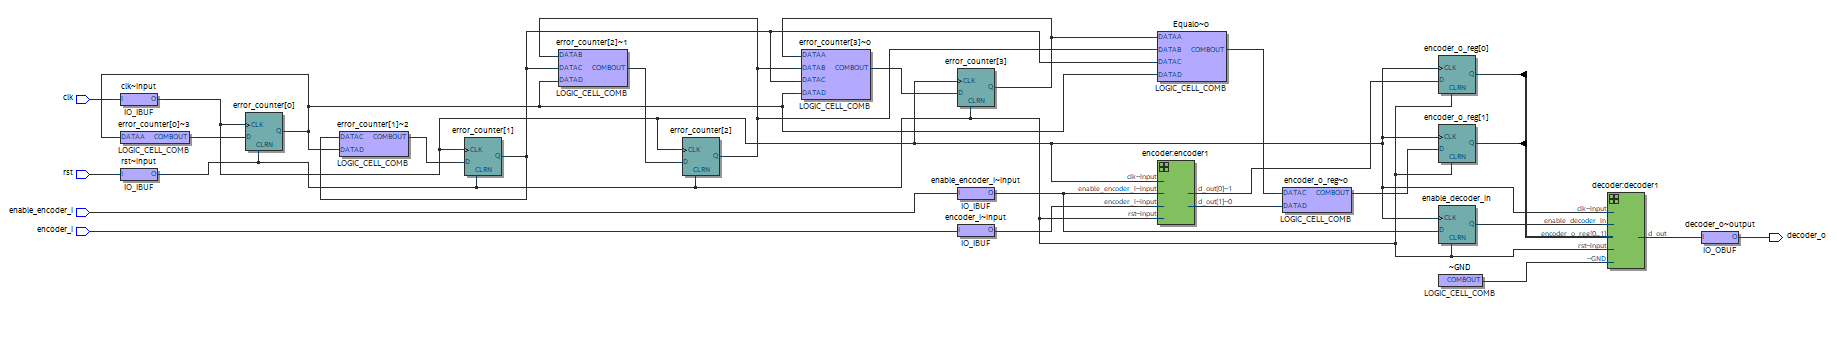 clk
clk~input
I
O
IO_IBUF
error_counter[0]~3
DATAA COMBOUT
LOGIC_CELL_COMB
rst
rst~input
I
O
IO_IBUF
error_counter[0]
CLK
D
Q
CLRN
error_counter[1]~2
DATAC COMBOUT
DATAD
LOGIC_CELL_COMB
error_counter[1]
CLK
D
Q
CLRN
error_counter[2]~1
DATAB
DATAC COMBOUT
DATAD
LOGIC_CELL_COMB
error_counter[2]
CLK
D
Q
CLRN
error_counter[3]~0
DATAA
DATAB COMBOUT
DATAC
DATAD
LOGIC_CELL_COMB
error_counter[3]
CLK
D
Q
CLRN
Equal0~0
DATAA
DATAB COMBOUT
DATAC
DATAD
LOGIC_CELL_COMB
enable_encoder_i
enable_encoder_i~input
I
O
IO_IBUF
encoder_i
encoder_i~input
I
O
IO_IBUF
encoder:encoder1
clk~input
enable_encoder_i~input
encoder_i~input
rst~input
d_out[0]~1
d_out[1]~0
encoder_o_reg~0
DATAC COMBOUT
DATAD
LOGIC_CELL_COMB
encoder_o_reg[0]
CLK
D
Q
CLRN
encoder_o_reg[1]
CLK
D
Q
CLRN
enable_decoder_in
CLK
D
Q
CLRN
~GND
COMBOUT
LOGIC_CELL_COMB
decoder:decoder1
clk~input
enable_decoder_in
encoder_o_reg[0..1]
rst~input
~GND
d_out
decoder_o~output
I
O
IO_OBUF
decoder_o